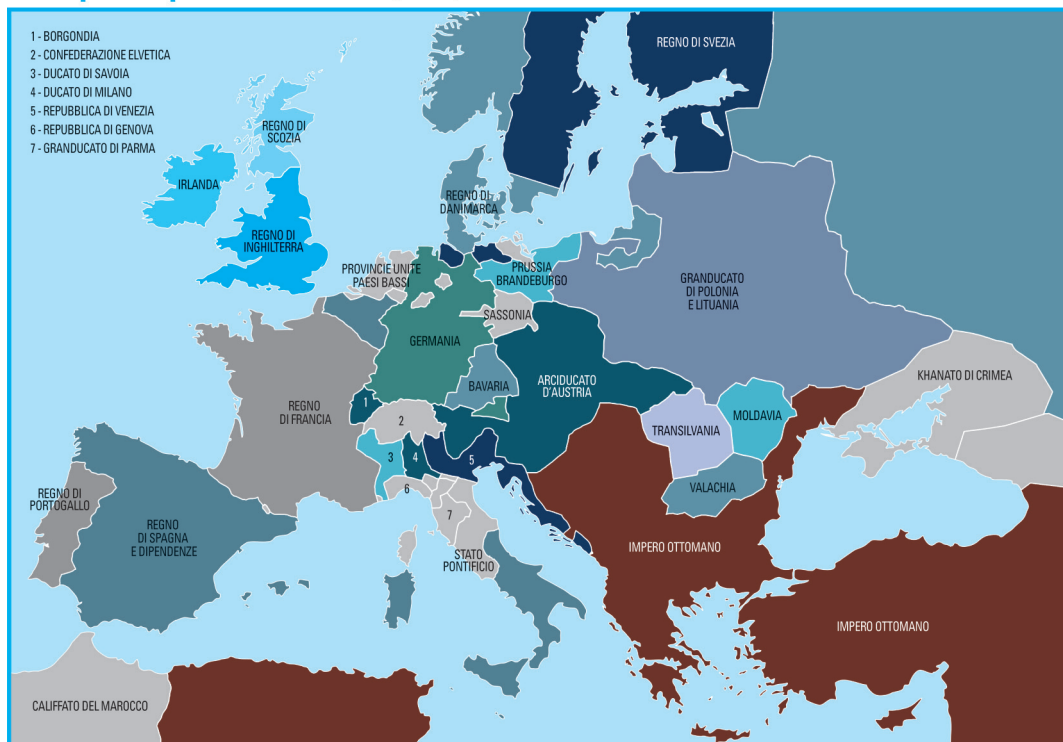 1 - BORGONDIA
2 - CONFEDERAZIONE ELVETICA
3 - DUCATO DI SAVOIA
4 - DUCATO DI MILANO
5 - REPUBBLICA DI VENEZIA
6 - REPUBBLICA DI GENOVA
7 - GRANDUCATO DI PARMA
REGNO DI SVEZIA
REGNO DI
SCOZIA
IRLANDA
REGNO DI
INGHILTERRA
REGNO DI
DANIMARCA
PROVINCIE UNITE
PAESI BASSI
PRUSSIA
BRANDEBURGO
GRANDUCATO
DI POLONIA
E LITUANIA
SASSONIA
GERMANIA
BAVARIA
ARCIDUCATO
D'AUSTRIA
KHANATO DI CRIMEA
REGNO
DI FRANCIA
1
2
3
4
5
6
7
TRANSILVANIA
MOLDAVIA
VALACHIA
REGNO DI
PORTOGALLO
REGNO
DI SPAGNA
E DIPENDENZE
STATO
PONTIFICIO
IMPERO OTTOMANO
IMPERO OTTOMANO
CALIFFATO DEL MAROCCO